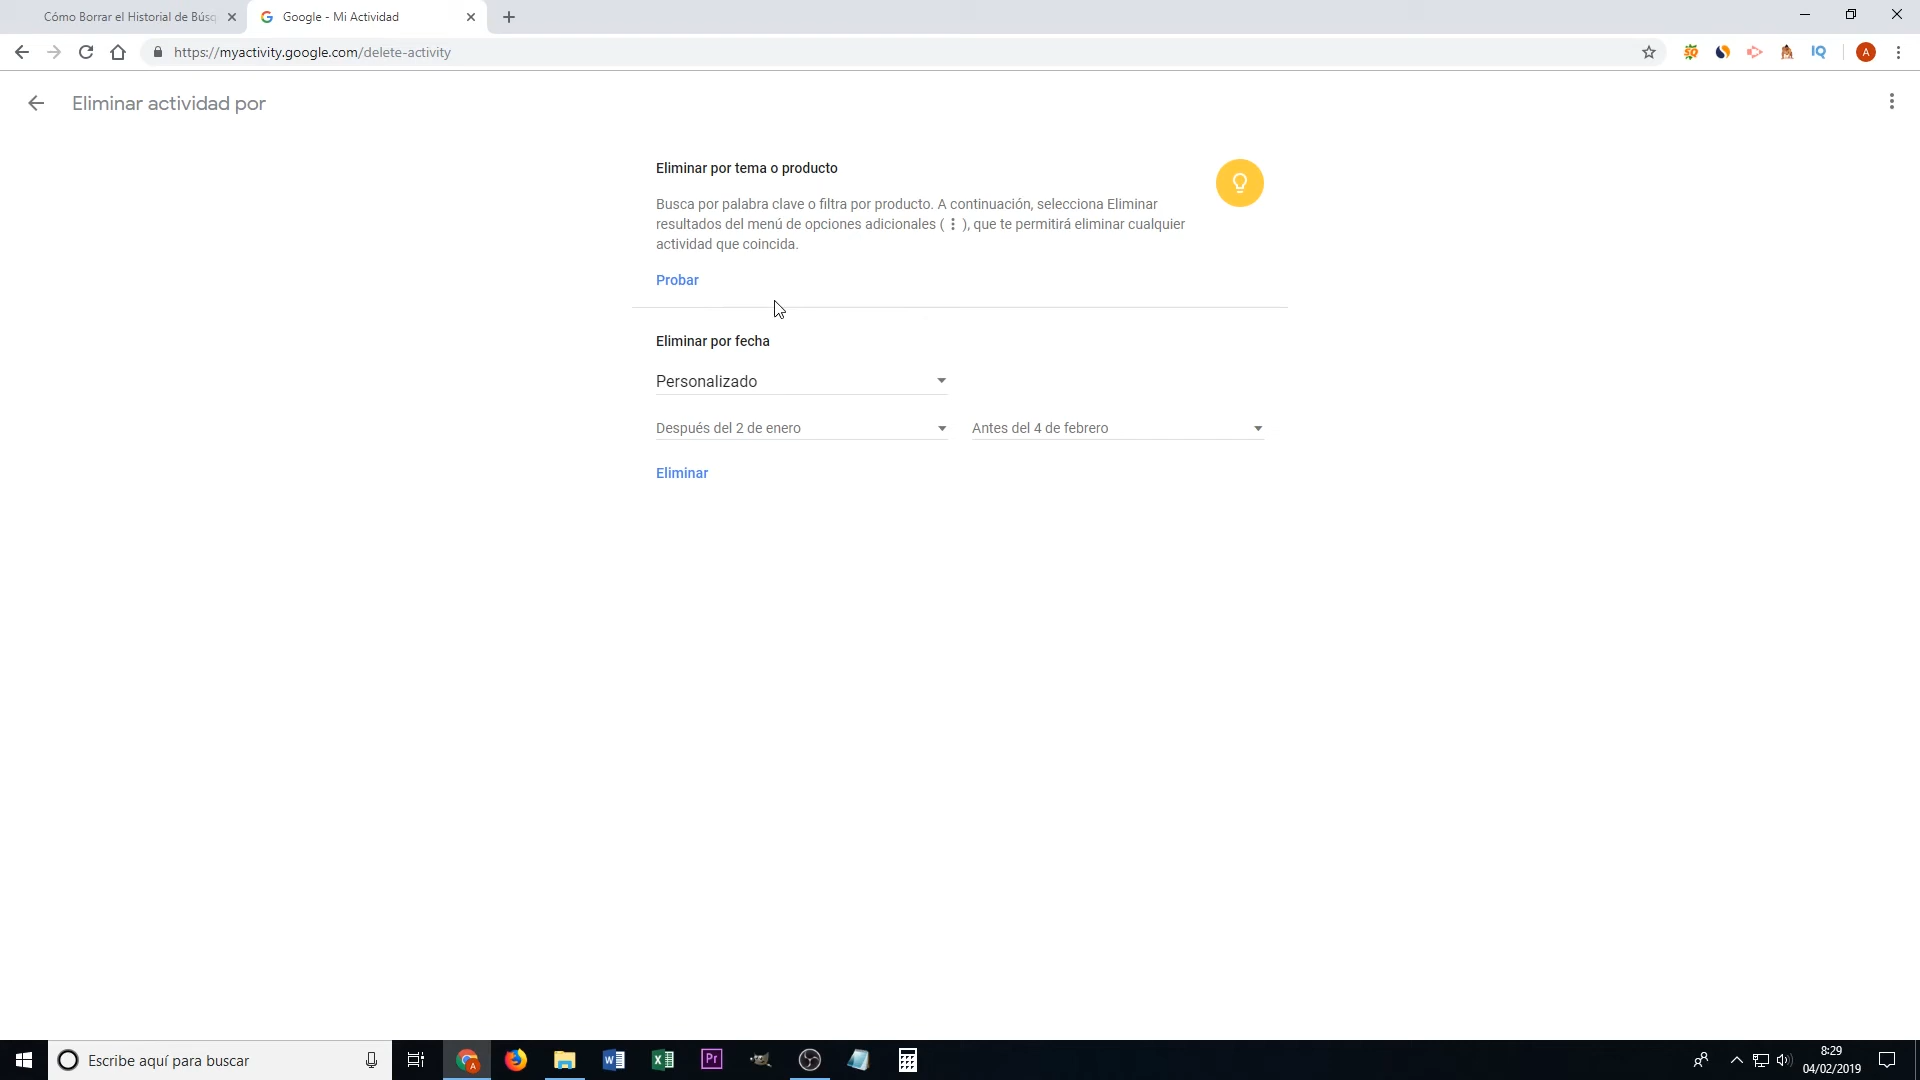 Cómo Borrar el Historial de Búsq
Google - Mi Actividad
https://myactivity.google.com/delete-activity
SQ
IQ
A
Eliminar actividad por
Eliminar por tema o producto
Busca por palabra clave o filtra por producto. A continuación, selecciona Eliminar
resultados del menú de opciones adicionales ( ⋮ ), que te permitirá eliminar cualquier
actividad que coincida.
Probar
Eliminar por fecha
Personalizado
Después del 2 de enero
Antes del 4 de febrero
Eliminar
Escribe aquí para buscar
A
Pr
8:29
04/02/2019